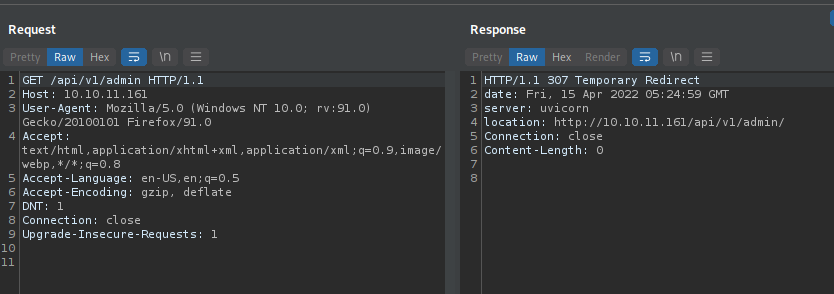 Request
Pretty Raw Hex \n
1 GET /api/v1/admin HTTP/1.1
2 Host: 10.10.11.161
3 User-Agent: Mozilla/5.0 (Windows NT 10.0; rv:91.0)
Gecko/20100101 Firefox/91.0
4 Accept:
text/html,application/xhtml+xml,application/xml;q=0.9,image/
webp,*/*;q=0.8
5 Accept-Language: en-US,en;q=0.5
6 Accept-Encoding: gzip, deflate
7 DNT: 1
8 Connection: close
9 Upgrade-Insecure-Requests: 1
10
11
Response
Pretty Raw Hex Render \n
1 HTTP/1.1 307 Temporary Redirect
2 date: Fri, 15 Apr 2022 05:24:59 GMT
3 server: uvicorn
4 location: http://10.10.11.161/api/v1/admin/
5 Connection: close
6 Content-Length: 0
7
8